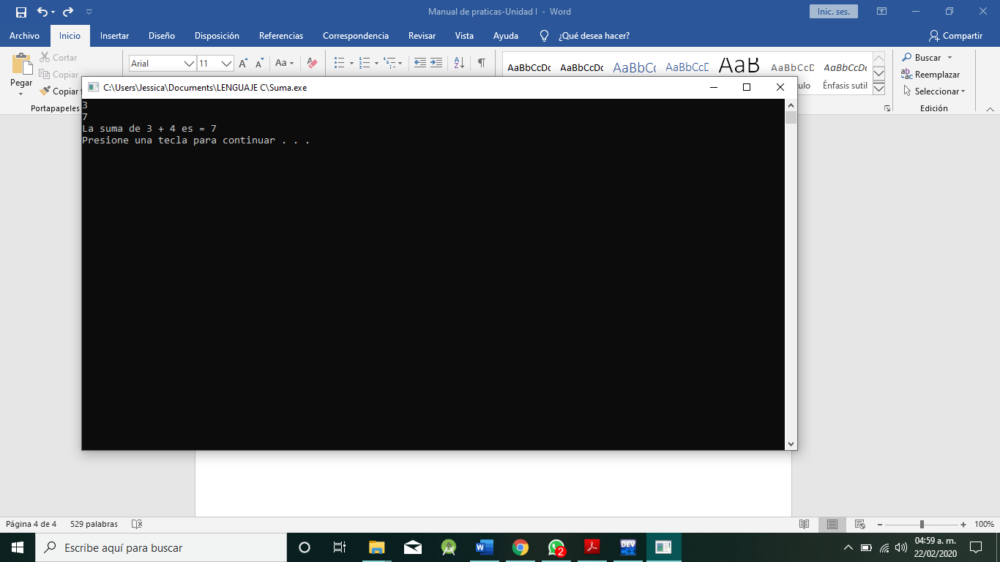 Manual de praticas-Unidad I - Word
Inic. ses.
Archivo Inicio Insertar Diseño Disposición Referencias Correspondencia Revisar Vista Ayuda ¿Qué desea hacer? Compartir
Pegar
Cortar
Copiar
Copiar f
Portapapeles
Arial 11 Aa
AaBbCcDc AaBbCcDc AaBbC( AaBbCcD AaB AaBbCcD AaBbCcDc
ulo Énfasis sutil
Buscar
Reemplazar
Seleccionar
Edición
C:\Users\Jessica\Documents\LENGUAJE C\Suma.exe
3
7
La suma de 3 + 4 es = 7
Presione una tecla para continuar . . .
Página 4 de 4 529 palabras 100%
Escribe aquí para buscar
2
DEV
04:59 a. m.
22/02/2020